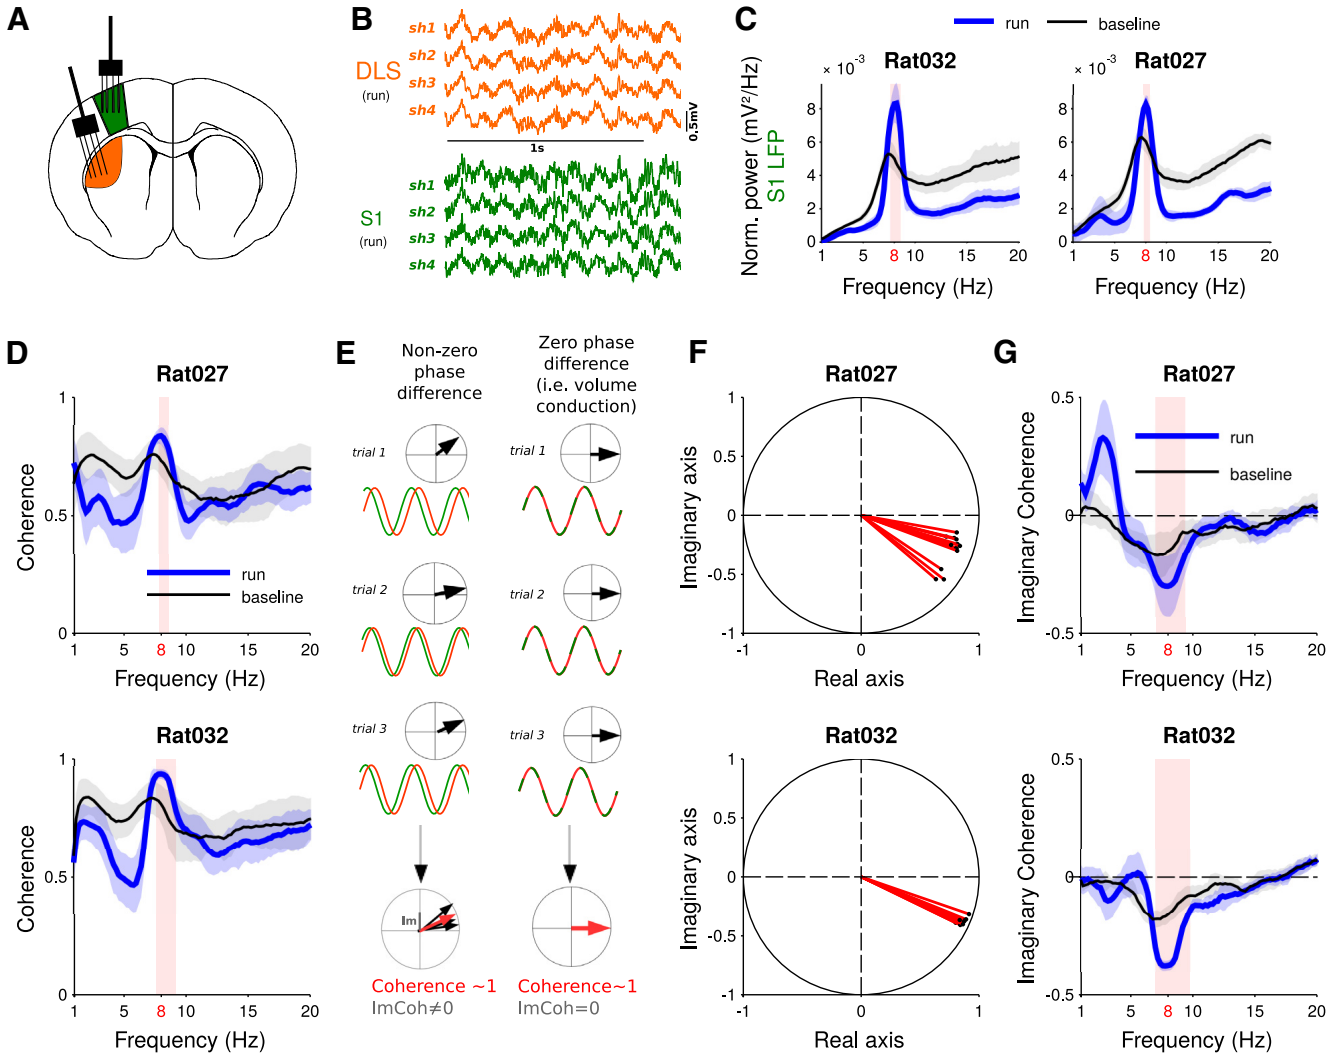 A
B
DLS
(run)
sh1
sh2
sh3
sh4
0.5mV
1s
S1
(run)
sh1
sh2
sh3
sh4
C
run
baseline
Rat032
Rat027
Norm. power (mV²/Hz)
S1 LFP
× 10⁻³
8
6
4
2
0
1 5 8 10 15 20
Frequency (Hz)
× 10⁻³
8
6
4
2
0
1 5 8 10 15 20
Frequency (Hz)
D
Rat027
Coherence
1
0.5
0
run
baseline
1 5 8 10 15 20
Frequency (Hz)
Rat032
Coherence
1
0.5
0
1 5 8 10 15 20
Frequency (Hz)
E
Non-zero
phase
difference
Zero phase
difference
(i.e. volume
conduction)
trial 1
trial 1
trial 2
trial 2
trial 3
trial 3
Im
Coherence ~1
ImCoh≠0
Coherence~1
ImCoh=0
F
Rat027
Imaginary axis
1
0.5
0
-0.5
-1
-1 0 1
Real axis
Rat032
Imaginary axis
1
0.5
0
-0.5
-1
-1 0 1
Real axis
G
Rat027
Imaginary Coherence
0.5
0
-0.5
run
baseline
1 5 8 10 15 20
Frequency (Hz)
Rat032
Imaginary Coherence
0.5
0
-0.5
1 5 8 10 15 20
Frequency (Hz)